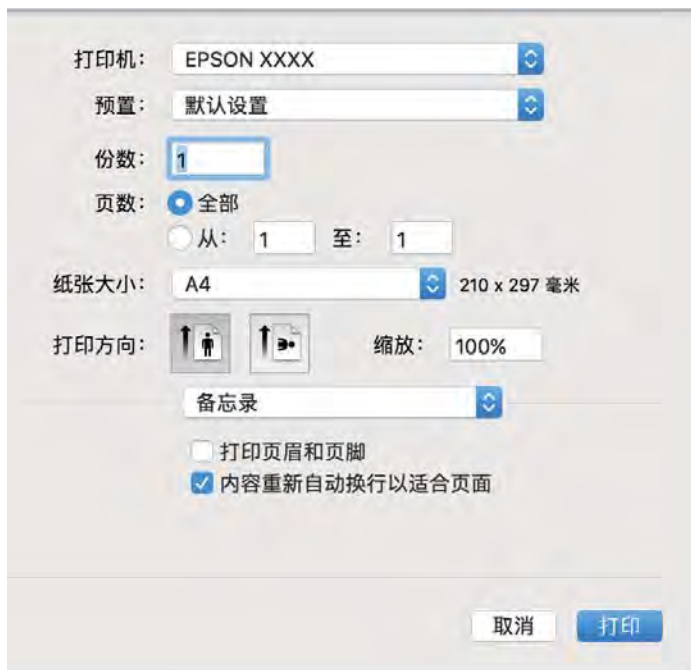 打印机： EPSON XXXX
预置： 默认设置
份数： 1
页数： 全部
从： 1 至： 1
纸张大小： A4 210 x 297 毫米
打印方向： 缩放： 100%
备忘录
打印页眉和页脚
内容重新自动换行以适合页面
取消 打印